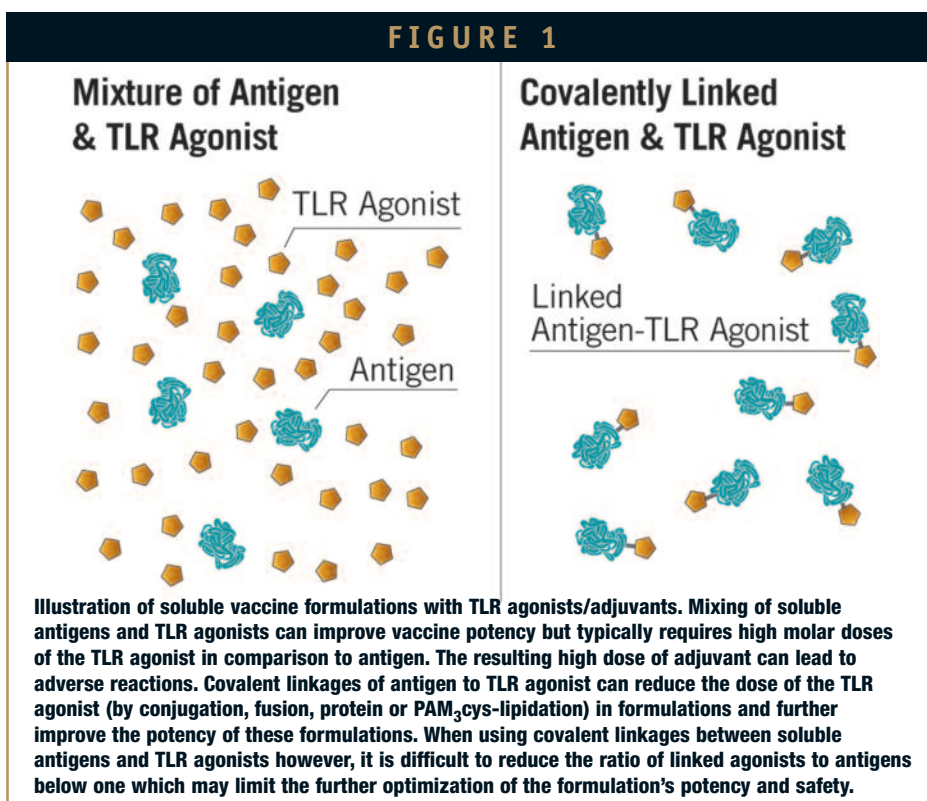 FIGURE 1
Mixture of Antigen
& TLR Agonist
TLR Agonist
Antigen
Covalently Linked
Antigen & TLR Agonist
Linked
Antigen-TLR Agonist
Illustration of soluble vaccine formulations with TLR agonists/adjuvants. Mixing of soluble
antigens and TLR agonists can improve vaccine potency but typically requires high molar doses
of the TLR agonist in comparison to antigen. The resulting high dose of adjuvant can lead to
adverse reactions. Covalent linkages of antigen to TLR agonist can reduce the dose of the TLR
agonist (by conjugation, fusion, protein or PAM₃cys-lipidation) in formulations and further
improve the potency of these formulations. When using covalent linkages between soluble
antigens and TLR agonists however, it is difficult to reduce the ratio of linked agonists to antigens
below one which may limit the further optimization of the formulation's potency and safety.